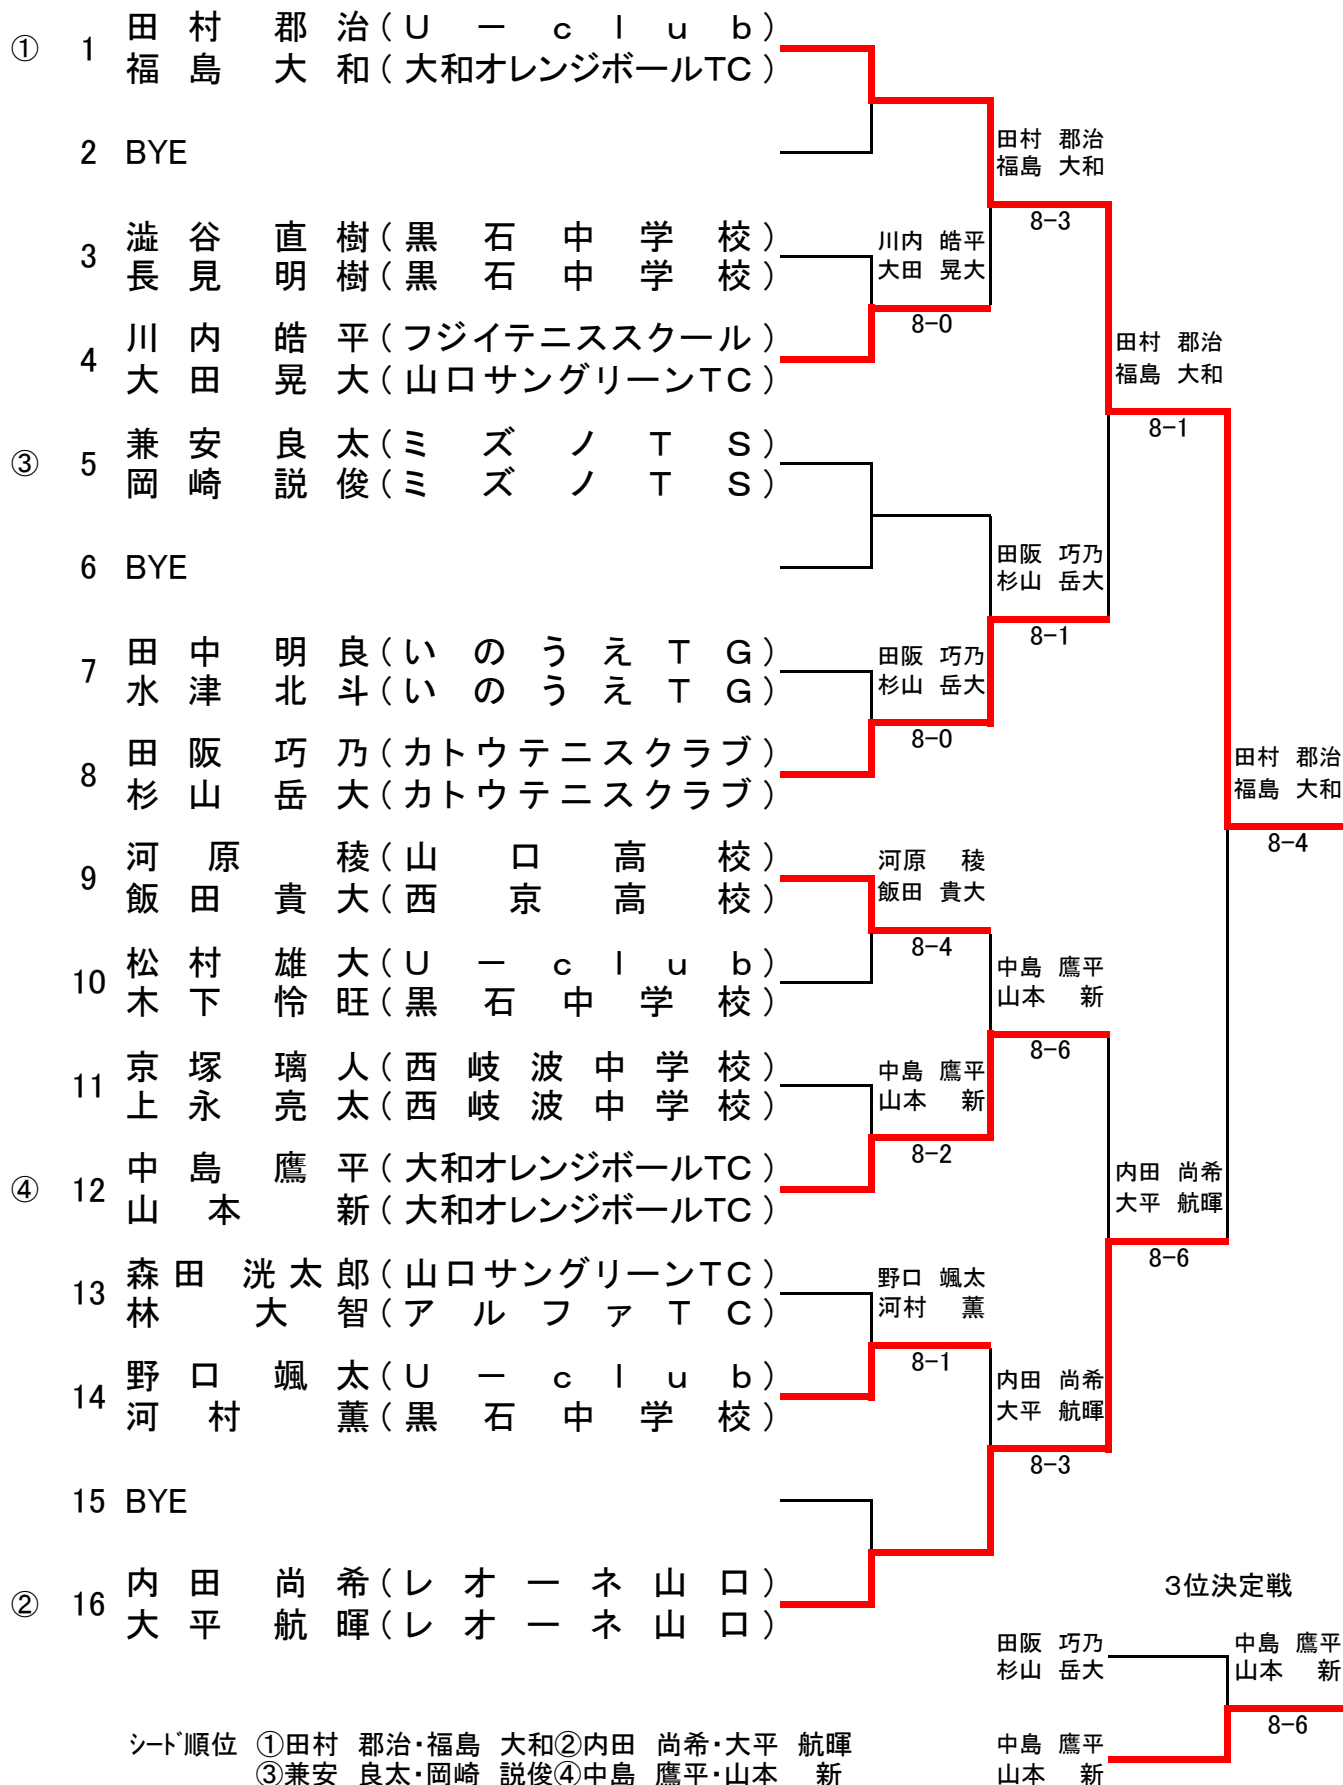 ① 1 田村 郡治(U－club)
福島 大和(大和オレンジボールTC)
2 BYE
田村 郡治
福島 大和
8-3
3 澁谷 直樹(黒石中学校)
長見 明樹(黒石中学校)
川内 皓平
大田 晃大
8-0
4 川内 皓平(フジイテニススクール)
大田 晃大(山口サングリーンTC)
田村 郡治
福島 大和
8-1
③ 5 兼安 良太(ミズノTS)
岡崎 説俊(ミズノTS)
6 BYE
田阪 巧乃
杉山 岳大
8-1
7 田中 明良(いのうえTG)
水津 北斗(いのうえTG)
田阪 巧乃
杉山 岳大
8-0
8 田阪 巧乃(カトウテニスクラブ)
杉山 岳大(カトウテニスクラブ)
田村 郡治
福島 大和
8-4
9 河原 稜(山口高校)
飯田 貴大(西京高校)
河原 稜
飯田 貴大
8-4
10 松村 雄大(U－club)
木下 怜旺(黒石中学校)
中島 鷹平
山本 新
8-6
11 京塚 璃人(西岐波中学校)
上永 亮太(西岐波中学校)
中島 鷹平
山本 新
8-2
④ 12 中島 鷹平(大和オレンジボールTC)
山本 新(大和オレンジボールTC)
内田 尚希
大平 航暉
8-6
13 森田 洸太郎(山口サングリーンTC)
林 大智(アルファTC)
野口 颯太
河村 薫
8-1
14 野口 颯太(U－club)
河村 薫(黒石中学校)
内田 尚希
大平 航暉
8-3
15 BYE
② 16 内田 尚希(レオーネ山口)
大平 航暉(レオーネ山口)
3位決定戦
田阪 巧乃
杉山 岳大
中島 鷹平
山本 新
8-6
中島 鷹平
山本 新
シード順位 ①田村 郡治・福島 大和②内田 尚希・大平 航暉
③兼安 良太・岡崎 説俊④中島 鷹平・山本 新